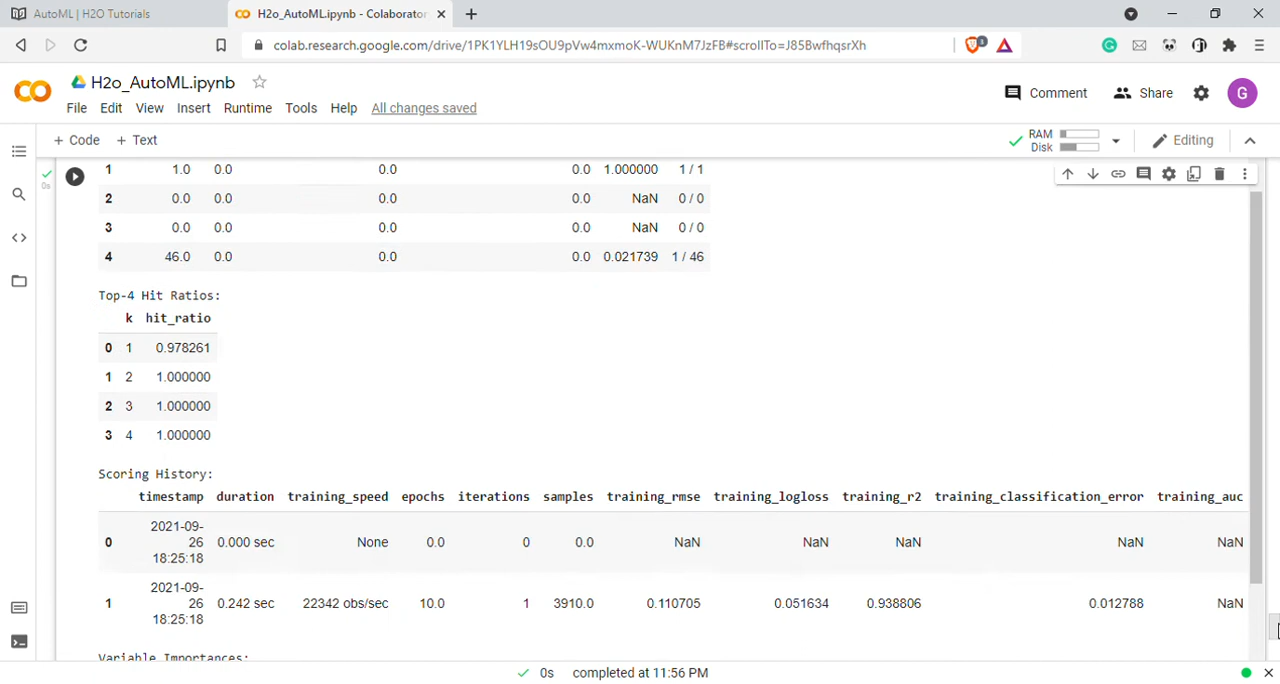 AutoML | H2O Tutorials
H2o_AutoML.ipynb - Colaborator
colab.research.google.com/drive/1PK1YLH19sOU9pVw4mxmoK-WUKnM7JzFB#scrollTo=J85BwfhqsrXh
H2o_AutoML.ipynb
Comment
Share
G
File Edit View Insert Runtime Tools Help All changes saved
+ Code + Text
RAM
Disk
Editing
0s
1 1.0 0.0 0.0 0.0 1.000000 1 / 1
2 0.0 0.0 0.0 0.0 NaN 0 / 0
3 0.0 0.0 0.0 0.0 NaN 0 / 0
4 46.0 0.0 0.0 0.0 0.021739 1 / 46
Top-4 Hit Ratios:
k hit_ratio
0 1 0.978261
1 2 1.000000
2 3 1.000000
3 4 1.000000
Scoring History:
timestamp duration training_speed epochs iterations samples training_rmse training_logloss training_r2 training_classification_error training_auc
2021-09-
0 26 0.000 sec None 0.0 0 0.0 NaN NaN NaN NaN NaN
18:25:18
2021-09-
1 26 0.242 sec 22342 obs/sec 10.0 1 3910.0 0.110705 0.051634 0.938806 0.012788 NaN
18:25:18
Variable Importances:
0s completed at 11:56 PM